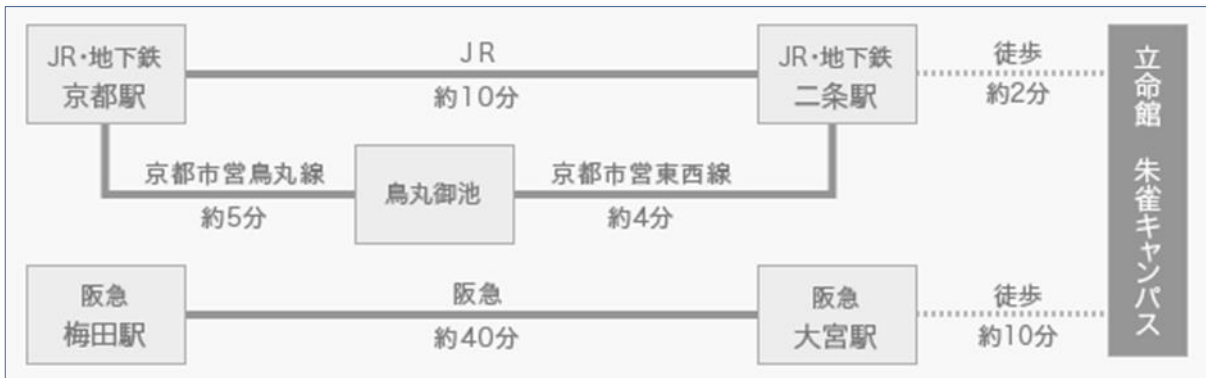 JR・地下鉄
京都駅
JR
約10分
JR・地下鉄
二条駅
徒歩
約2分
京都市営烏丸線
約5分
烏丸御池
京都市営東西線
約4分
阪急
梅田駅
阪急
約40分
阪急
大宮駅
徒歩
約10分
立命館 朱雀キャンパス